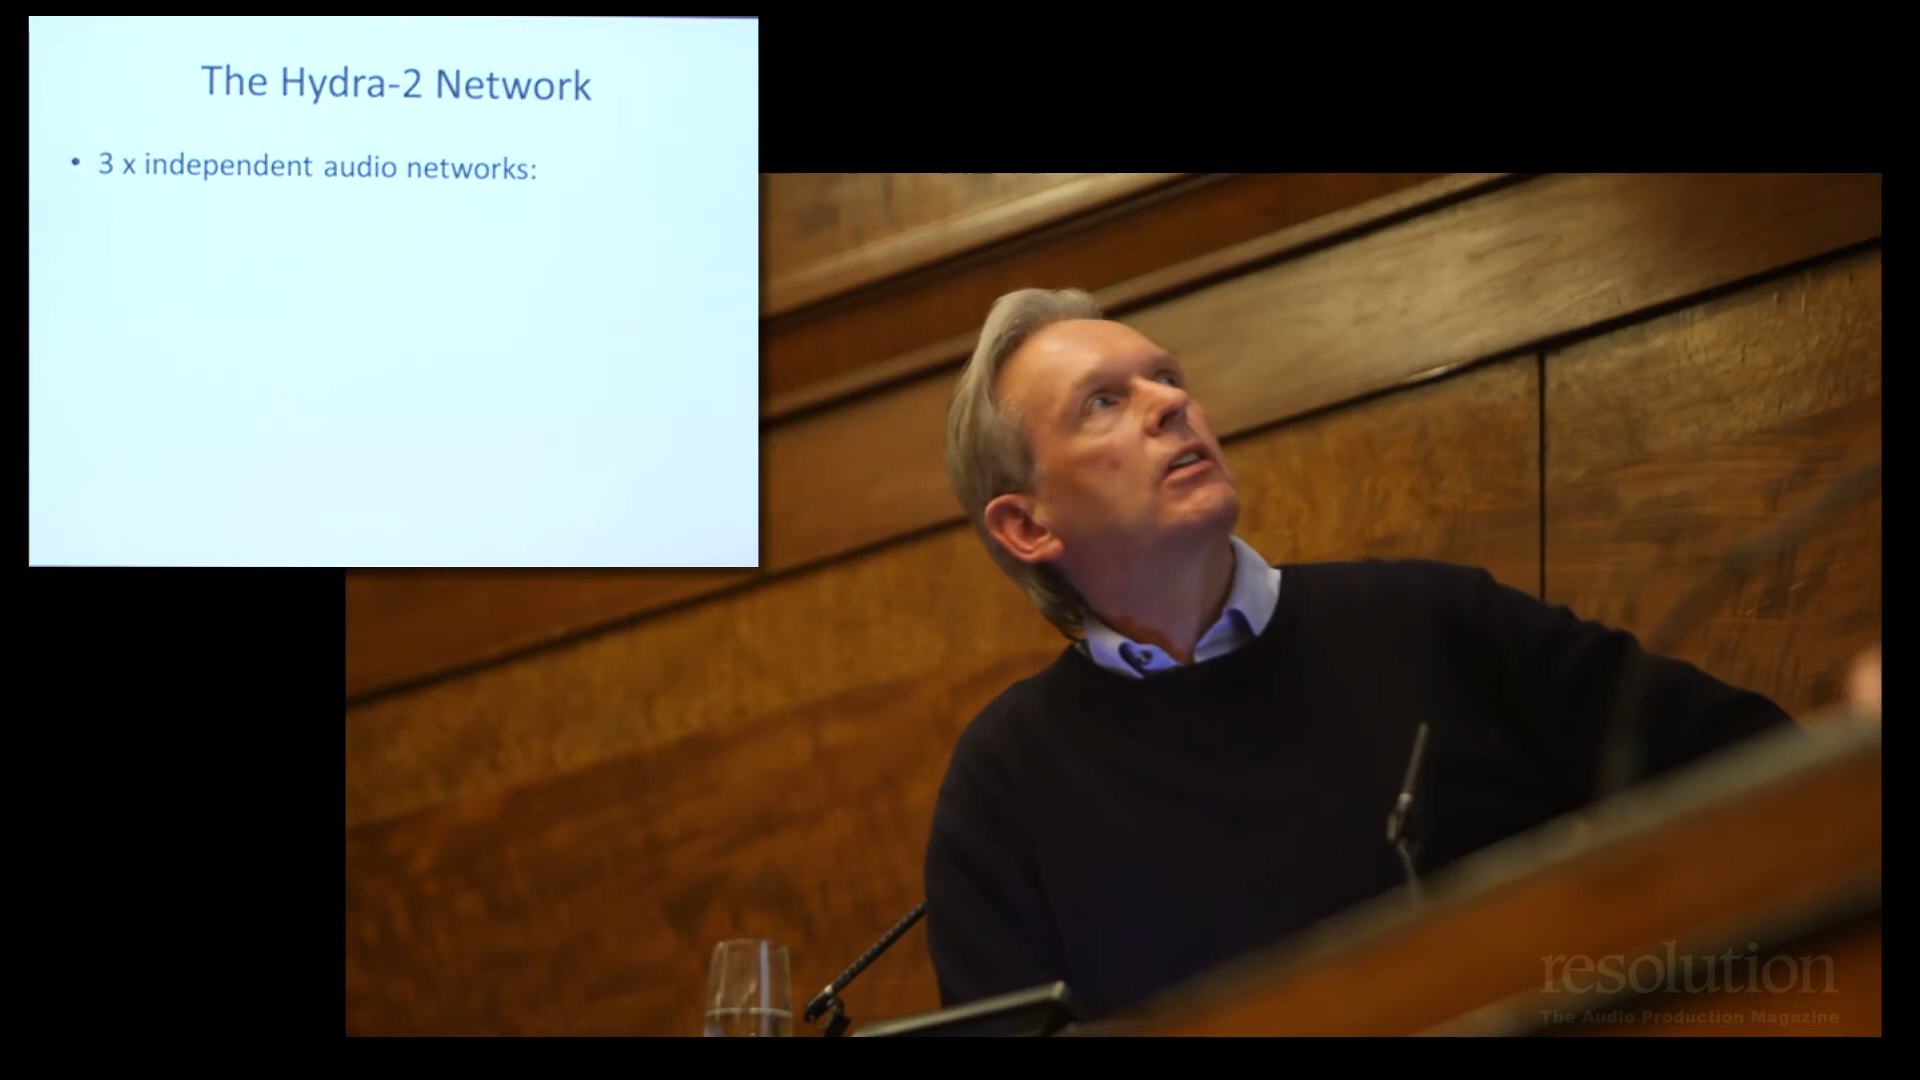 The Hydra-2 Network
• 3 x independent audio networks:
resolution
The Audio Production Magazine